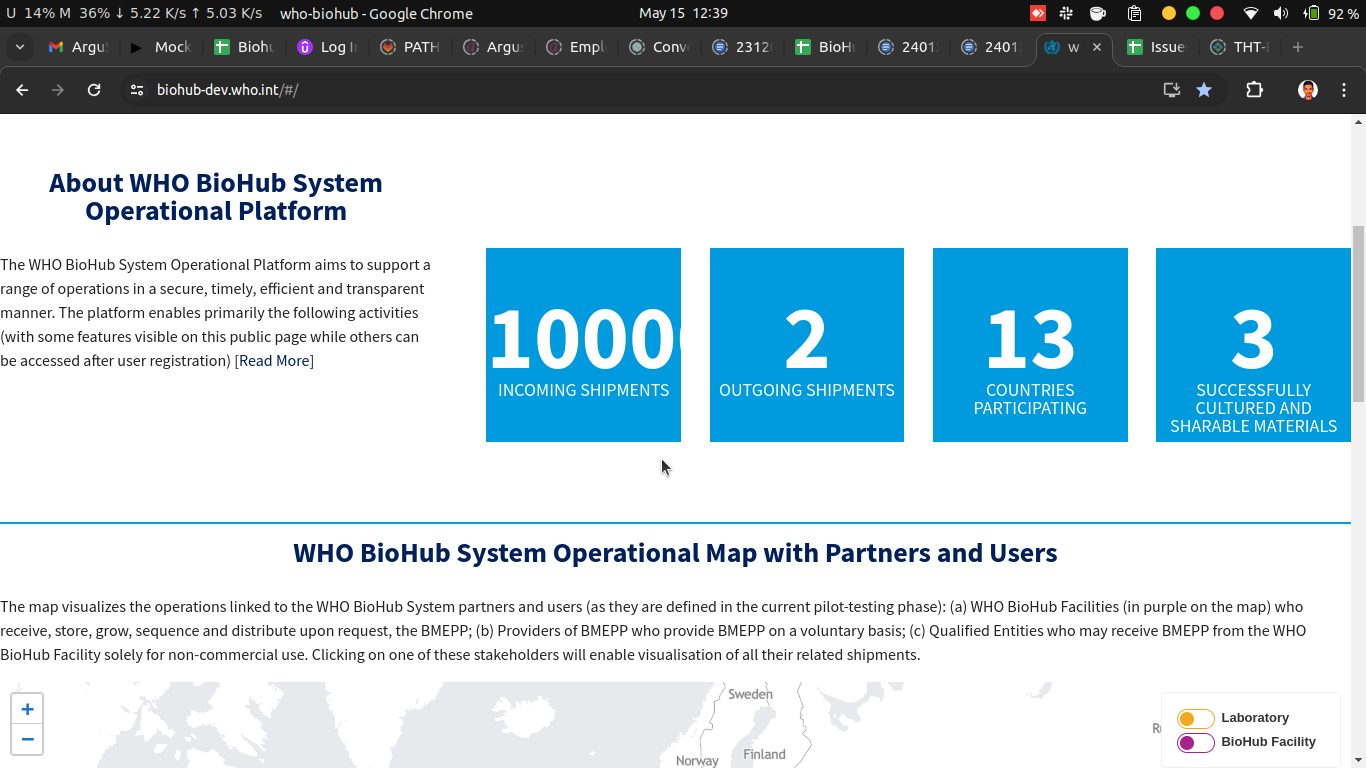 U 14% M 36% ↓ 5.22 K/s ↑ 5.03 K/s who-biohub - Google Chrome May 15 12:39 92 %
Argu Mock Biohu Log I PATH Argu Empl Conv 2312 BioH 2401 2401 w Issue THT-
biohub-dev.who.int/#/
About WHO BioHub System
Operational Platform
The WHO BioHub System Operational Platform aims to support a
range of operations in a secure, timely, efficient and transparent
manner. The platform enables primarily the following activities
(with some features visible on this public page while others can
be accessed after user registration) [Read More]
10000
INCOMING SHIPMENTS
2
OUTGOING SHIPMENTS
13
COUNTRIES
PARTICIPATING
3
SUCCESSFULLY
CULTURED AND
SHARABLE MATERIALS
WHO BioHub System Operational Map with Partners and Users
The map visualizes the operations linked to the WHO BioHub System partners and users (as they are defined in the current pilot-testing phase): (a) WHO BioHub Facilities (in purple on the map) who
receive, store, grow, sequence and distribute upon request, the BMEPP; (b) Providers of BMEPP who provide BMEPP on a voluntary basis; (c) Qualified Entities who may receive BMEPP from the WHO
BioHub Facility solely for non-commercial use. Clicking on one of these stakeholders will enable visualisation of all their related shipments.
+
−
Sweden
Finland
Norway
Laboratory
BioHub Facility